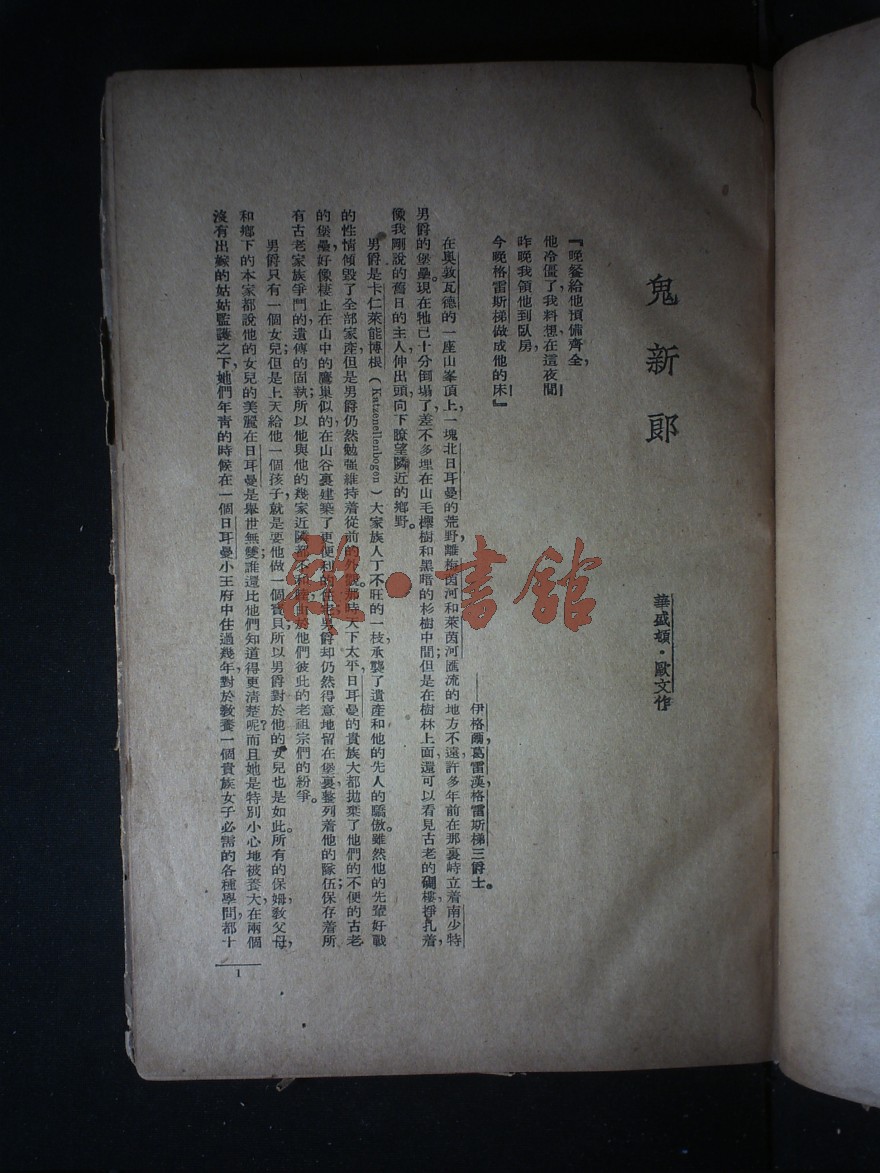 鬼新郎
華盛頓・歐文作
『晚餐給他預備齊全,
他冷僵了,我料想在這夜間!
昨晚我領他到臥房,
今晚格雷斯梯做成他的床!』
——伊格爾,葛雷漢,格雷斯梯三爵士。
在奧敦瓦德的一座山峯頂上,一塊北日耳曼的荒野,離梅茵河和萊茵河匯流的地方不遠,許多年前在那裏峙立着南少特
男爵的堡壘。現在牠已十分倒塌了,差不多埋在山毛櫸樹和黑暗的杉樹中間;但是在樹林上面,還可以看見古老的碉樓,掙扎着,
像我剛說的舊日的主人,伸出頭,向下瞭望隣近的鄉野。
男爵是卡仁萊能博根(Katzenellenbogen)大家族人丁不旺的一枝,承襲了遺產和他的先人的驕傲。雖然他的先輩好戰
的性情傾毀了全部家產,但是男爵仍然勉强維持着從前的外觀。那時天下太平,日耳曼的貴族大都拋棄了他們的不便的古老
的堡壘,好像棲止在山中的鷹巢似的,在山谷裏建築了更便利的住宅;男爵却仍然得意地留在堡裏,整列着他的隊伍;保存着所
有古老家族爭鬥的遺傳的固執;所以他與他的幾家近隣都不和睦,由於他們彼此的老祖宗們的紛爭。
男爵只有一個女兒;但是上天給他一個孩子,就是要他做一個寶貝;所以男爵對於他的女兒也是如此。所有的保姆,教父母,
和鄉下的本家都說他的女兒的美麗在日耳曼是舉世無雙;誰還比他們知道得更清楚呢?而且她是特別小心地被養大,在兩個
沒有出嫁的姑姑監護之下,她們年青的時候在一個日耳曼小王府中住過幾年,對於教養一個貴族女子必需的各種學問,都十
1
書館